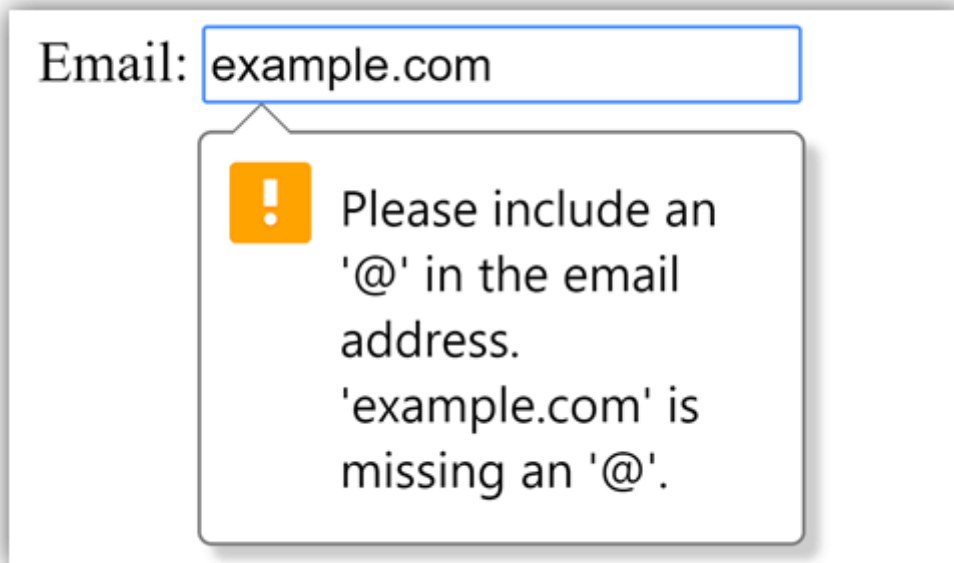 Email: example.com
Please include an
'@' in the email
address.
'example.com' is
missing an '@'.